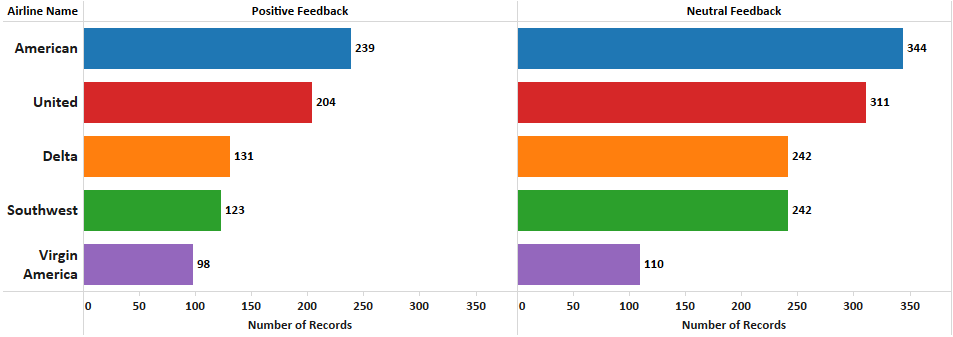 Airline Name Positive Feedback Neutral Feedback
American 239 344
United 204 311
Delta 131 242
Southwest 123 242
Virgin
America 98 110
0 50 100 150 200 250 300 350 0 50 100 150 200 250 300 350
Number of Records Number of Records